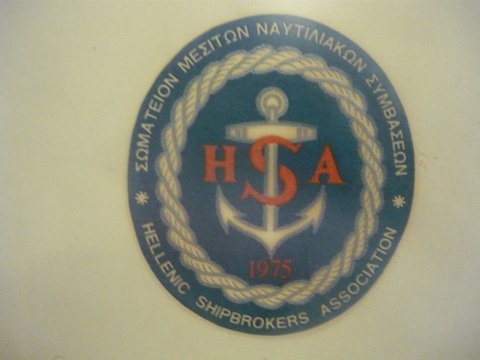 ΣΩΜΑΤΕΙΟΝ ΜΕΣΙΤΩΝ ΝΑΥΤΙΛΙΑΚΩΝ ΣΥΜΒΑΣΕΩΝ
HSA
1975
* HELLENIC SHIPBROKERS ASSOCIATION *